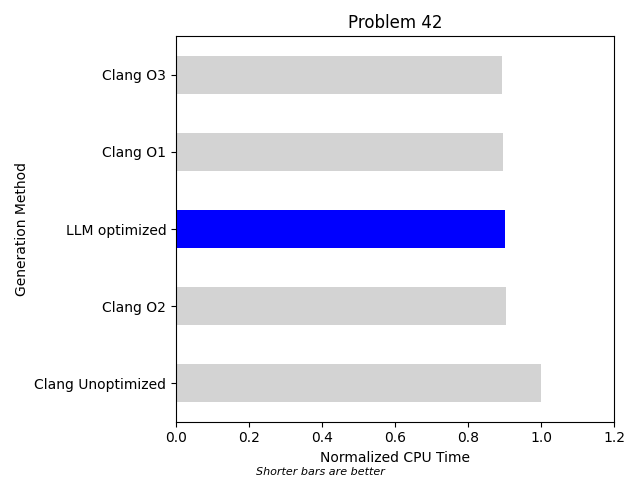 Problem 42
Clang O3
Clang O1
LLM optimized
Clang O2
Clang Unoptimized
Generation Method
0.0 0.2 0.4 0.6 0.8 1.0 1.2
Normalized CPU Time
Shorter bars are better